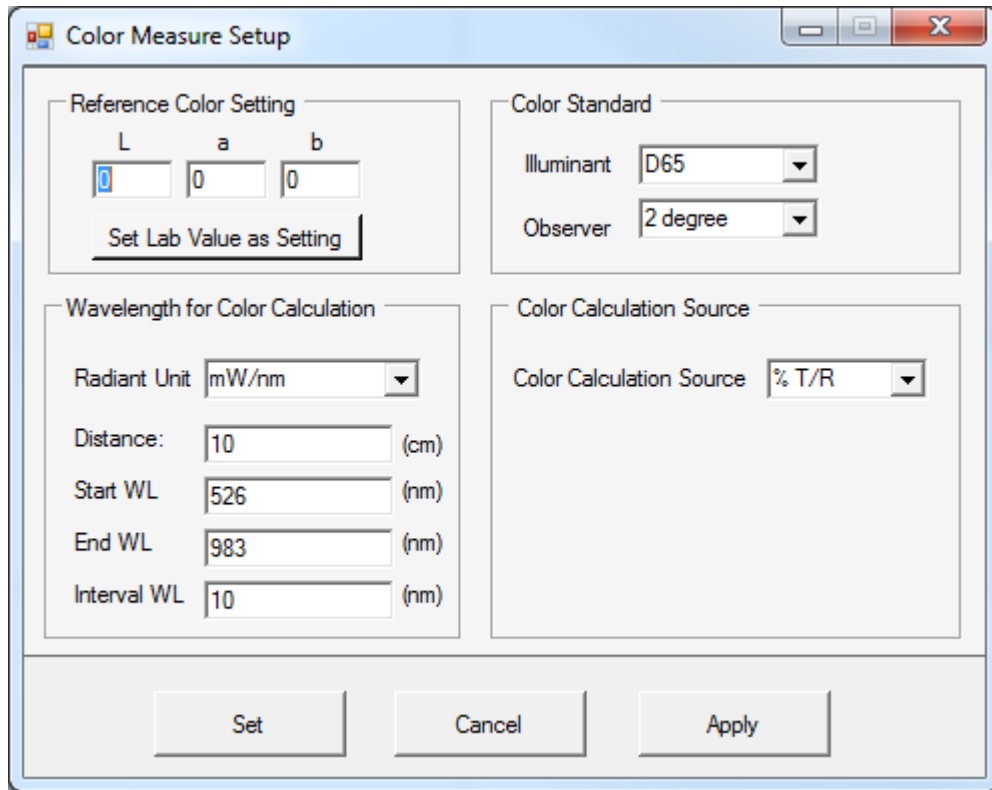 Color Measure Setup
Reference Color Setting
L a b
0 0 0
Set Lab Value as Setting
Color Standard
Illuminant D65
Observer 2 degree
Wavelength for Color Calculation
Radiant Unit mW/nm
Distance: 10 (cm)
Start WL 526 (nm)
End WL 983 (nm)
Interval WL 10 (nm)
Color Calculation Source
Color Calculation Source % T/R
Set Cancel Apply